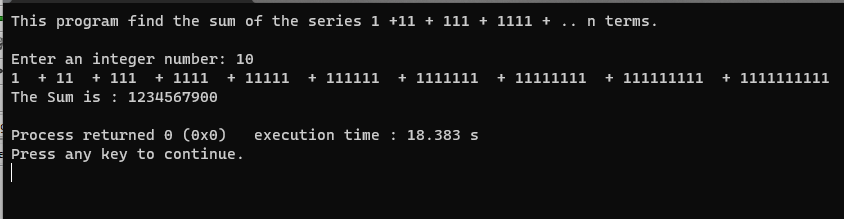 This program find the sum of the series 1 +11 + 111 + 1111 + .. n terms.
Enter an integer number: 10
1  + 11  + 111  + 1111  + 11111  + 111111  + 1111111  + 11111111  + 111111111  + 1111111111
The Sum is : 1234567900
Process returned 0 (0x0)   execution time : 18.383 s
Press any key to continue.